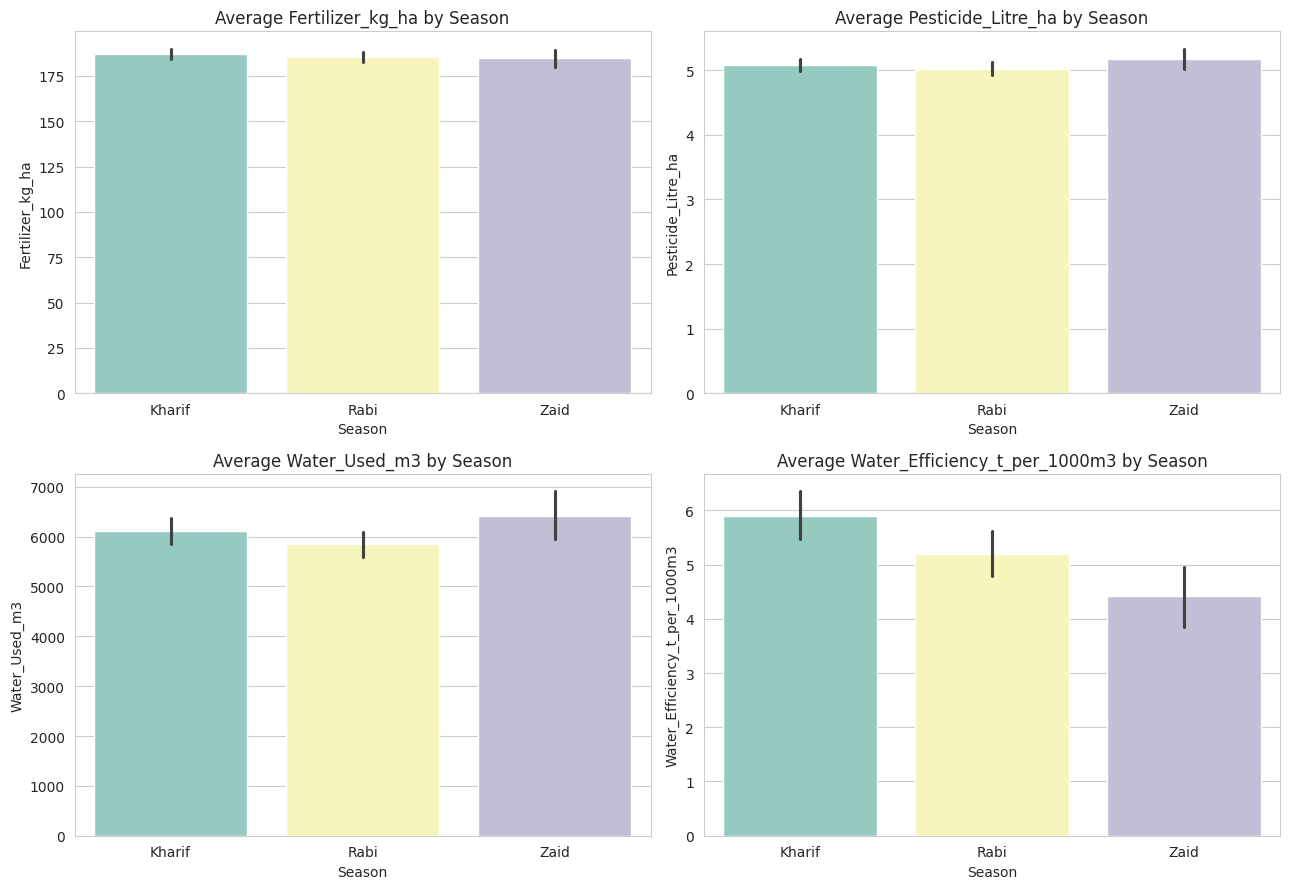 Average Fertilizer_kg_ha by Season
Fertilizer_kg_ha
175
150
125
100
75
50
25
0
Kharif Rabi Zaid
Season
Average Pesticide_Litre_ha by Season
Pesticide_Litre_ha
5
4
3
2
1
0
Kharif Rabi Zaid
Season
Average Water_Used_m3 by Season
Water_Used_m3
7000
6000
5000
4000
3000
2000
1000
0
Kharif Rabi Zaid
Season
Average Water_Efficiency_t_per_1000m3 by Season
Water_Efficiency_t_per_1000m3
6
5
4
3
2
1
0
Kharif Rabi Zaid
Season